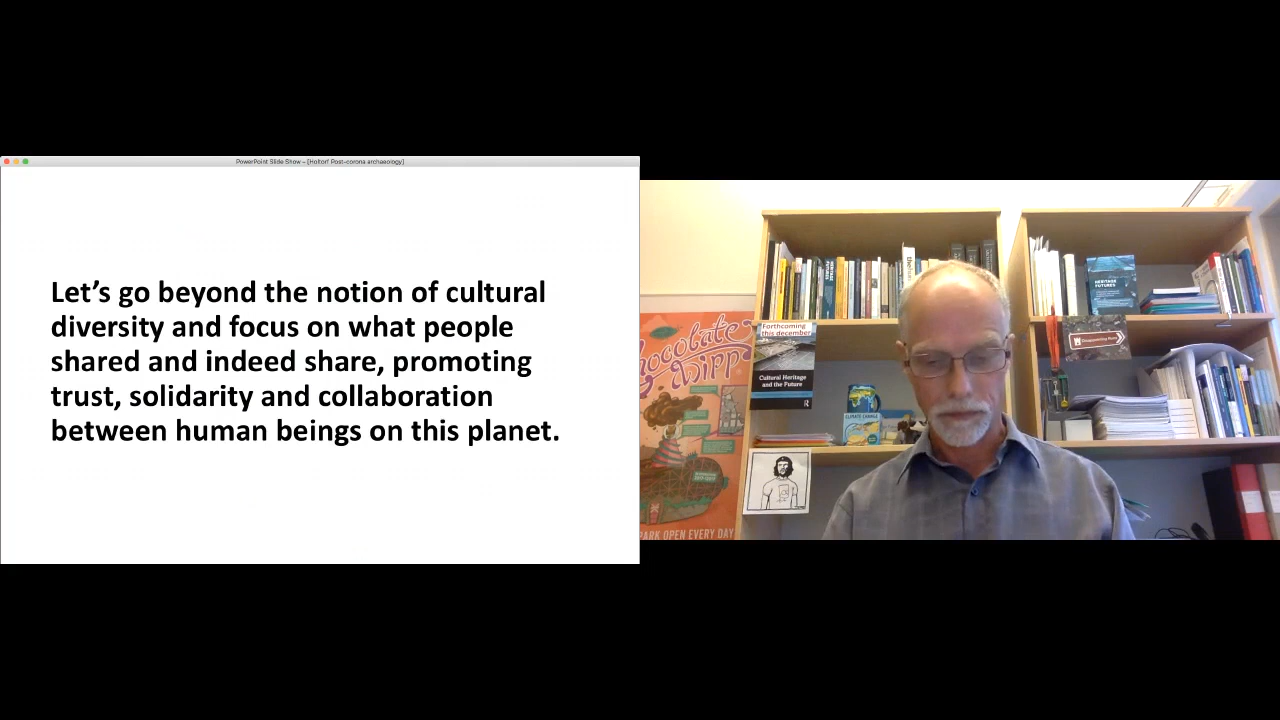 PowerPoint Slide Show – [Holtorf Post-corona archaeology]
Let’s go beyond the notion of cultural
diversity and focus on what people
shared and indeed share, promoting
trust, solidarity and collaboration
between human beings on this planet.
Forthcoming
this december
Cultural Heritage
and the Future
HERITAGE
FUTURES
CLIMATE CHANGE
PARK OPEN EVERY DAY